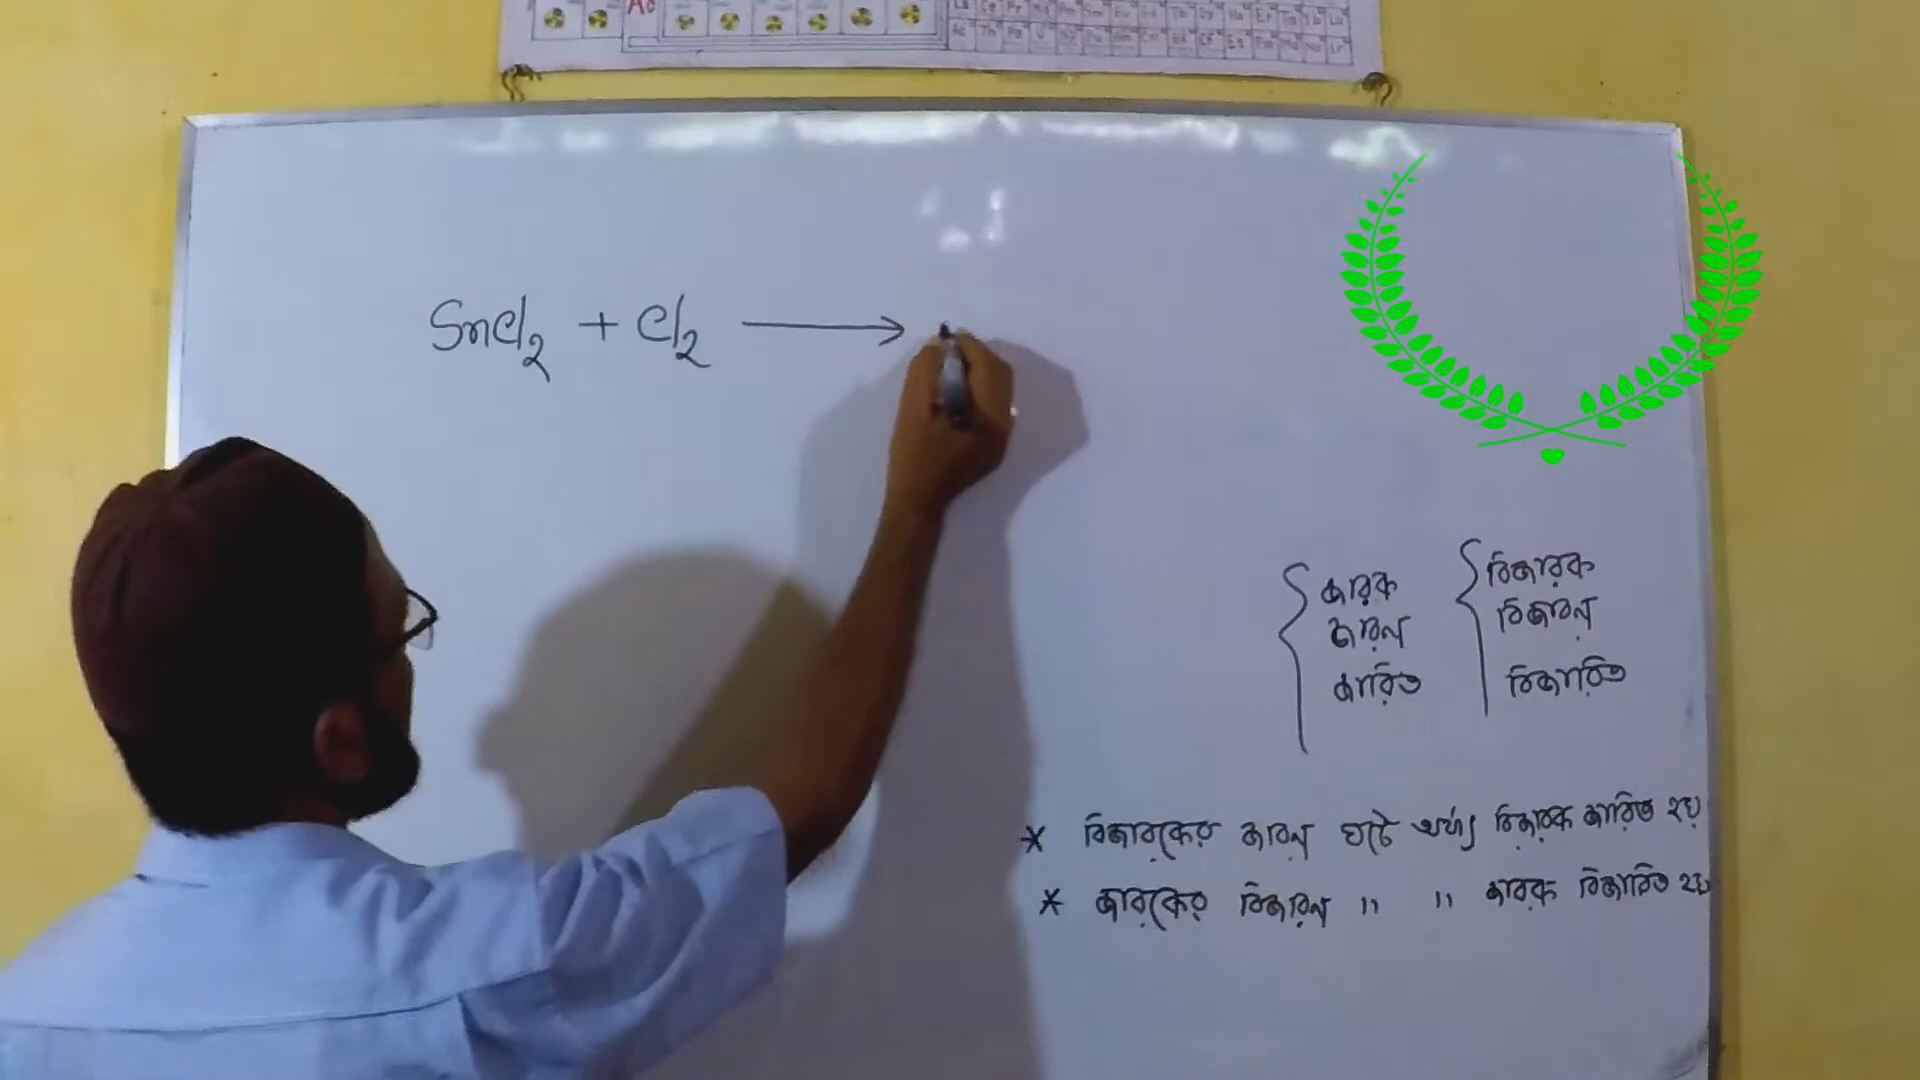 SnCl₂ + Cl₂ ⟶
জারক
জারণ
জারিত
বিজারক
বিজারণ
বিজারিত
* বিজারকের জারণ ঘটে অর্থাৎ বিজারক জারিত হয়
* জারকের বিজারণ " " জারক বিজারিত হয়